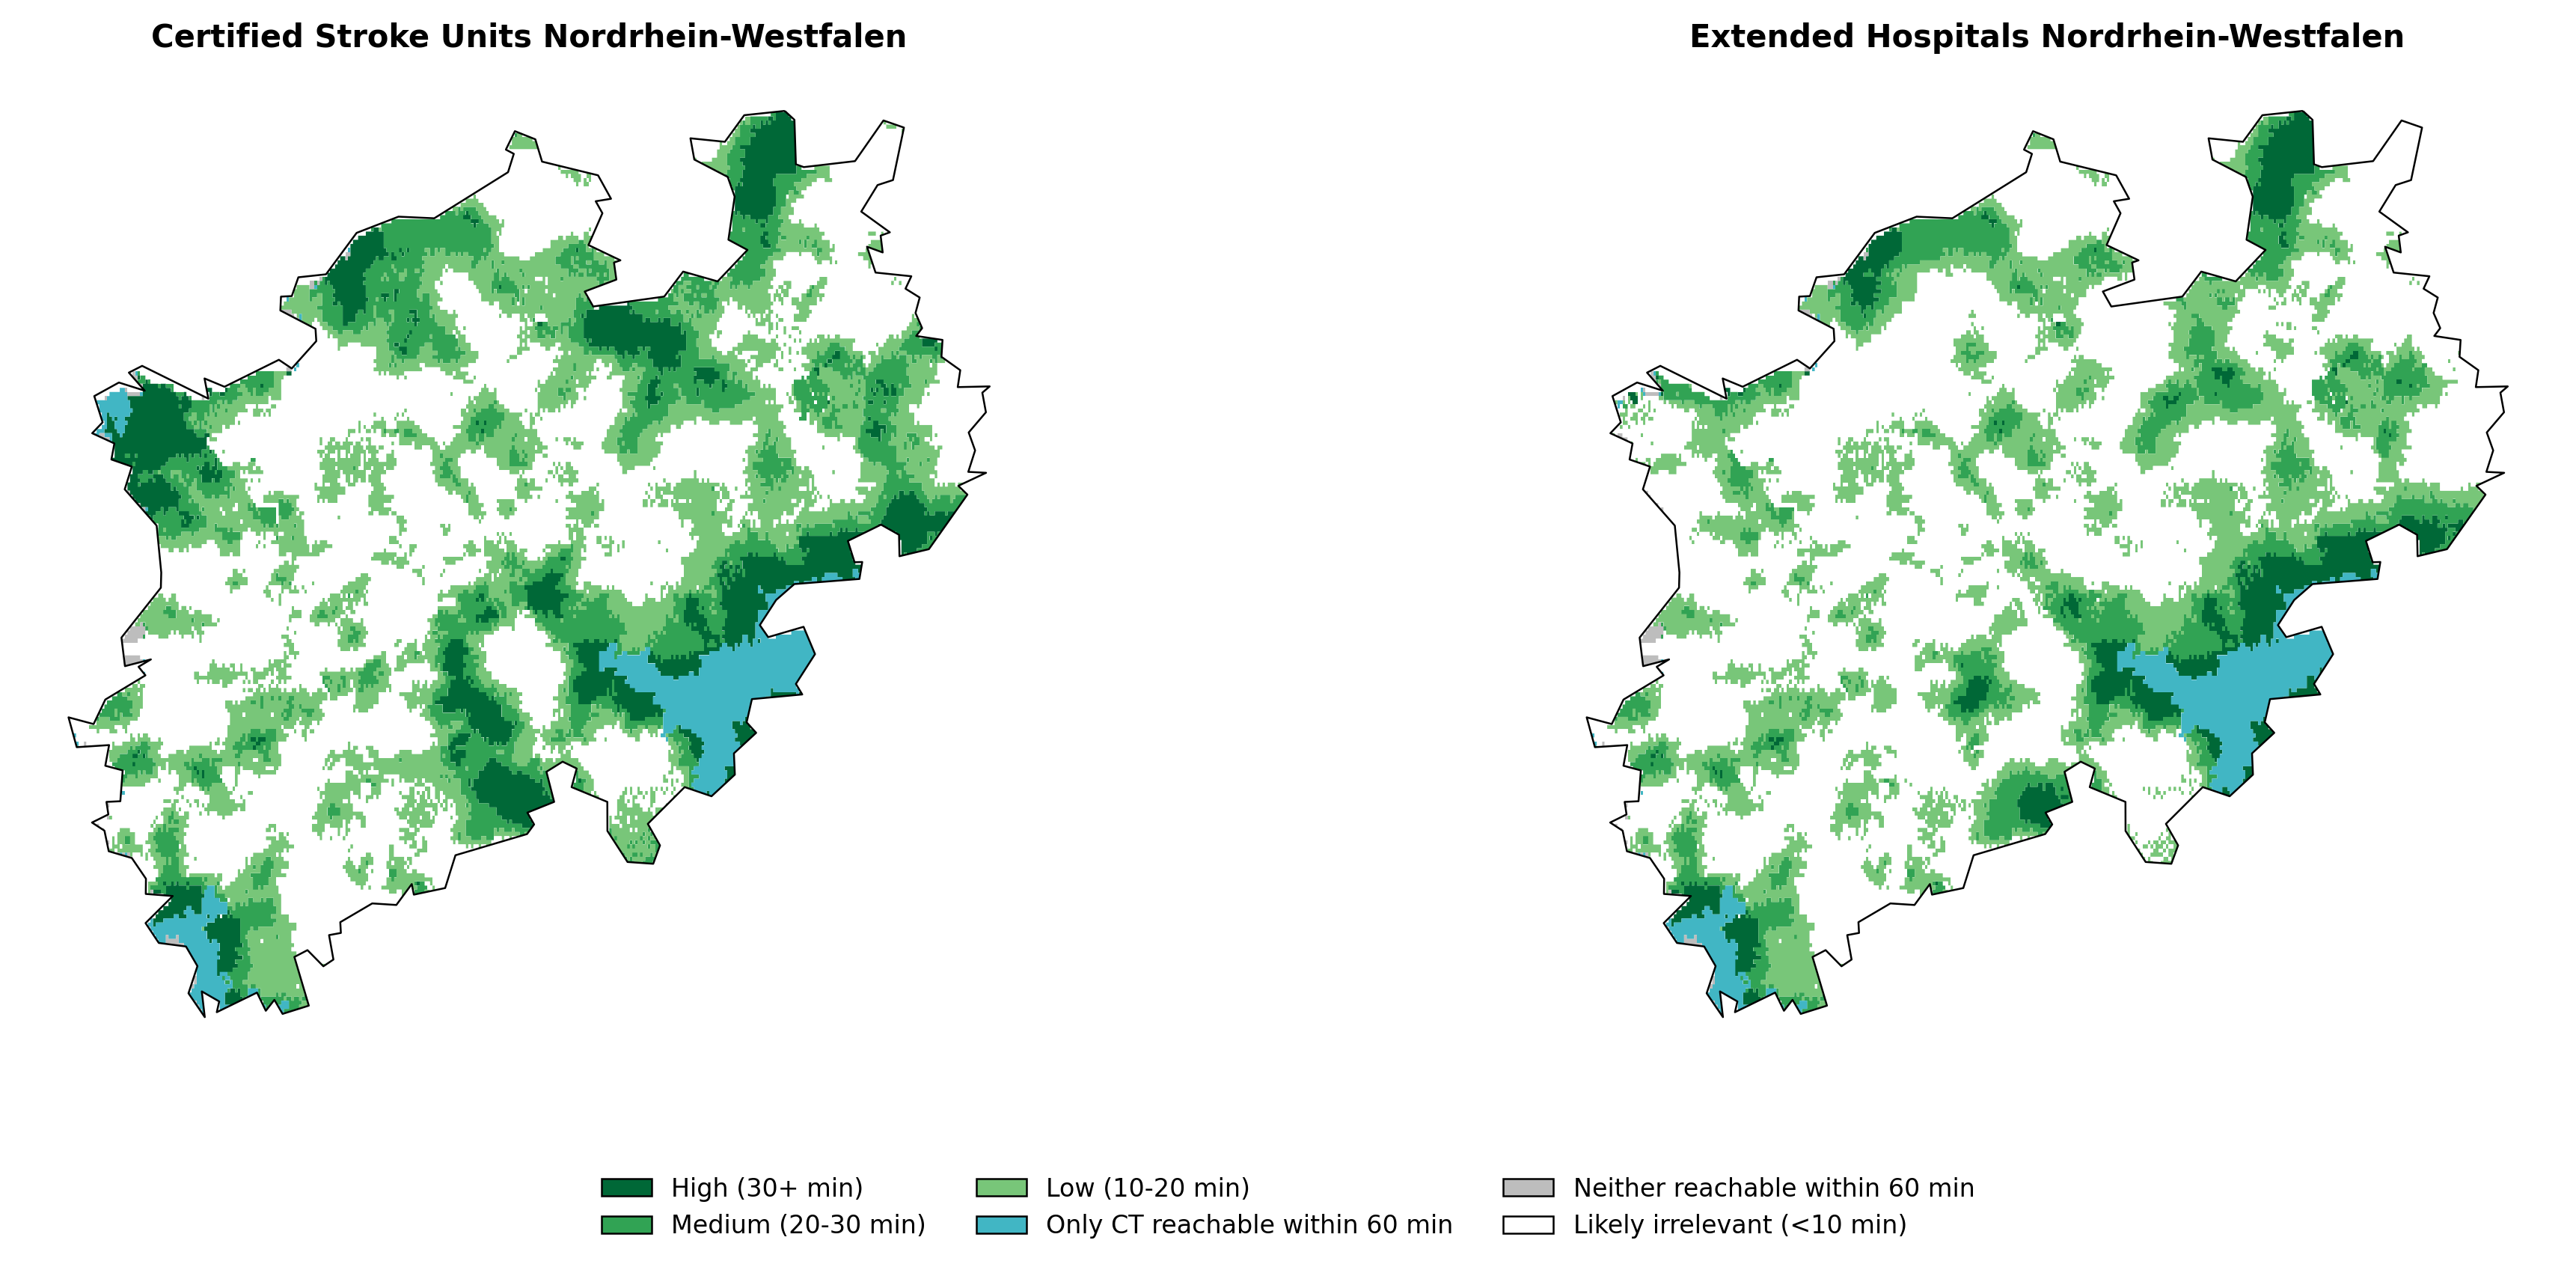 Certified Stroke Units Nordrhein-Westfalen
Extended Hospitals Nordrhein-Westfalen
High (30+ min)
Medium (20-30 min)
Low (10-20 min)
Only CT reachable within 60 min
Neither reachable within 60 min
Likely irrelevant (<10 min)